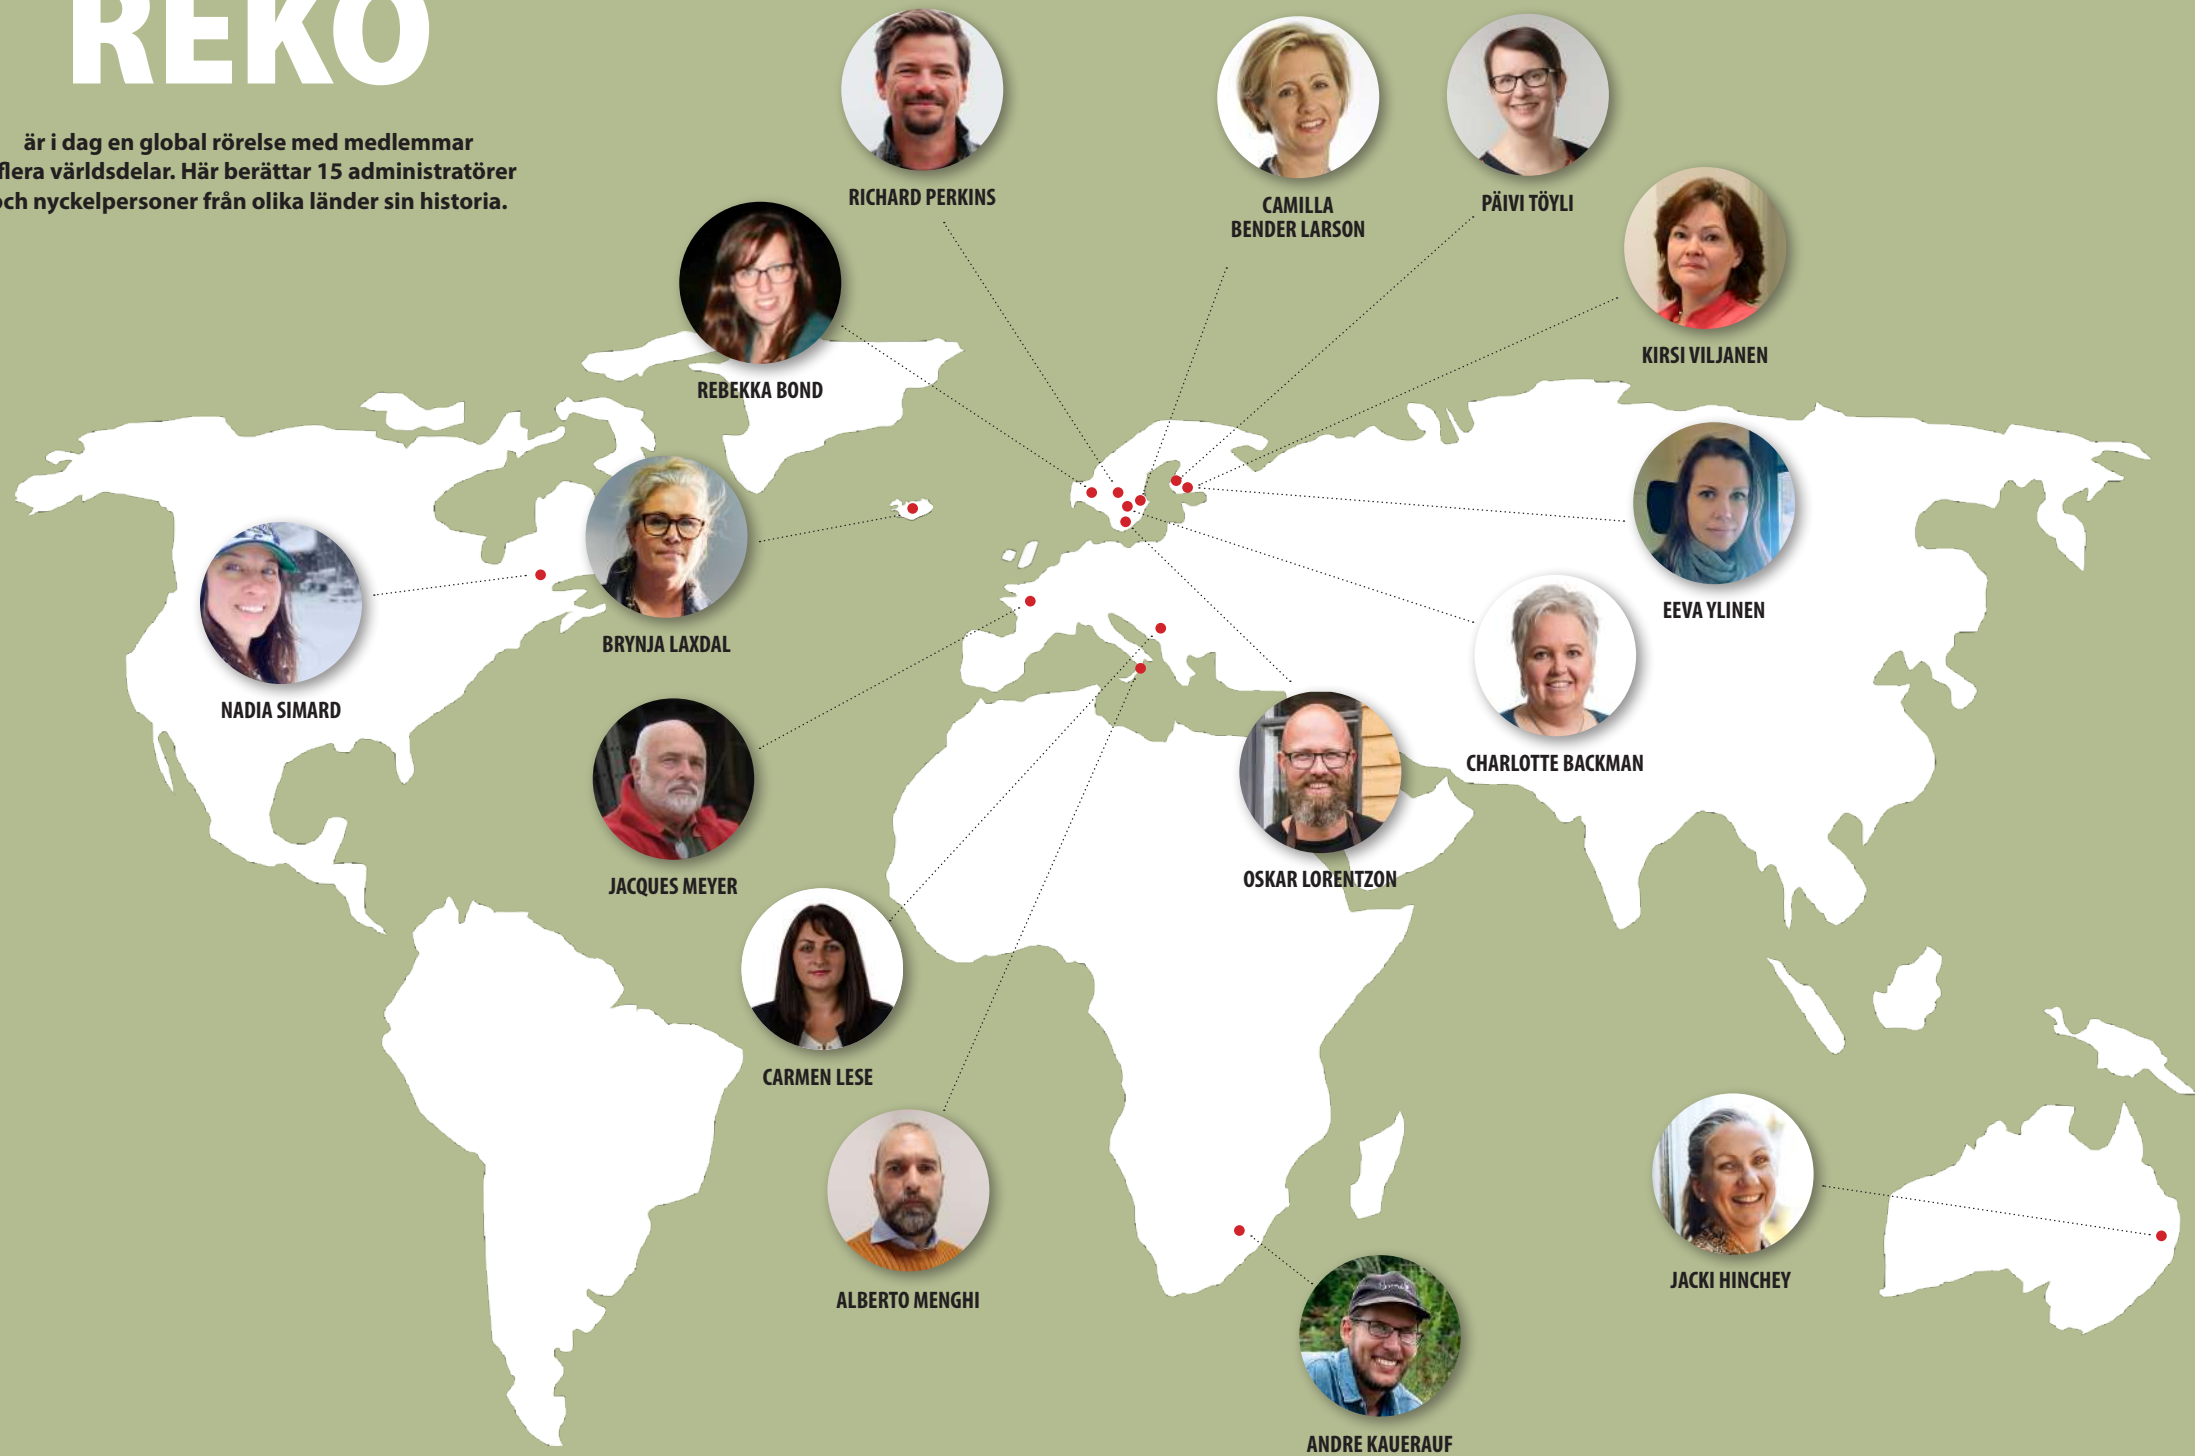 REKO
är i dag en global rörelse med medlemmar
flera världsdelar. Här berättar 15 administratörer
och nyckelpersoner från olika länder sin historia.
RICHARD PERKINS
CAMILLA
BENDER LARSON
PÄIVI TÖYLI
KIRSI VILJANEN
REBEKKA BOND
EEVA YLINEN
BRYNJA LAXDAL
NADIA SIMARD
CHARLOTTE BACKMAN
JACQUES MEYER
OSKAR LORENTZON
CARMEN LESE
ALBERTO MENGHI
JACKI HINCHEY
ANDRE KAUERAUF